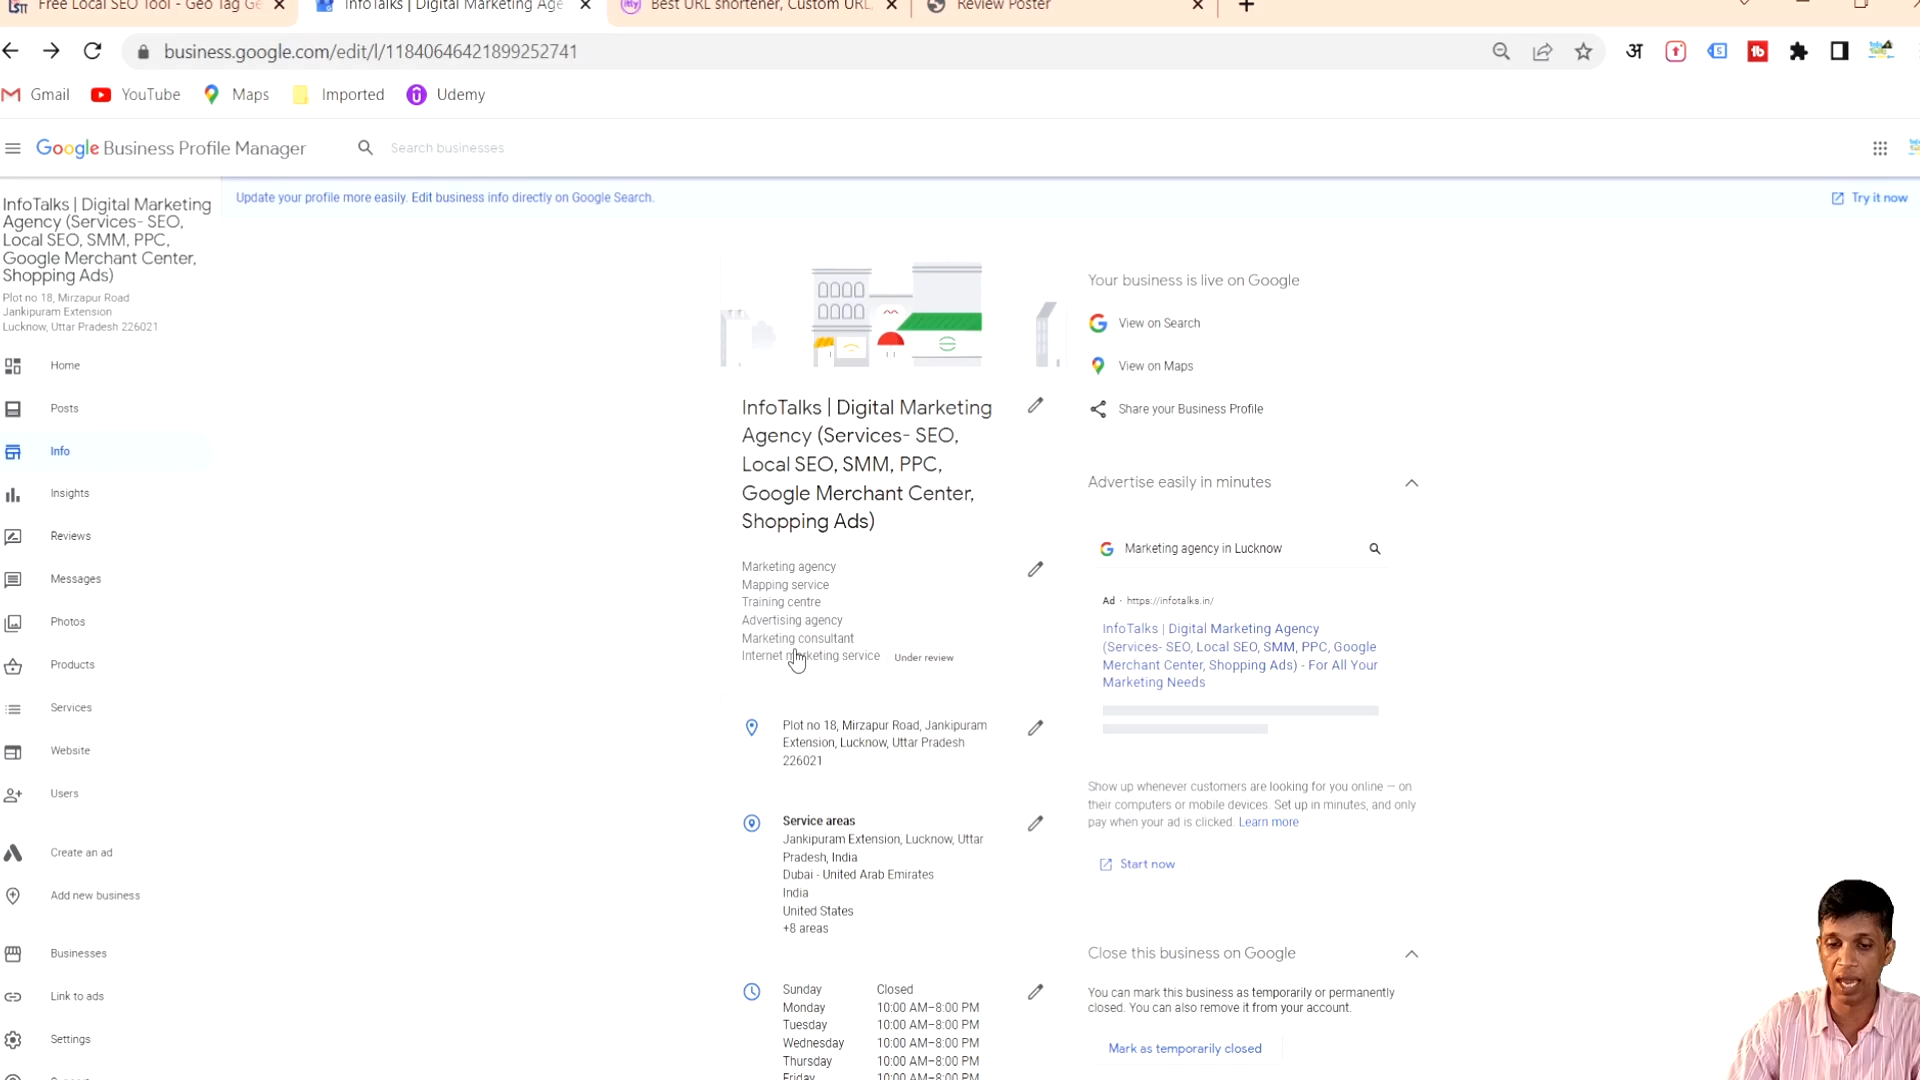 Free Local SEO Tool - Geo Tag Ge
InfoTalks | Digital Marketing Age
Best URL shortener, Custom URL,
Review Poster
business.google.com/edit/l/11840646421899252741
Gmail
YouTube
Maps
Imported
Udemy
Google Business Profile Manager
Search businesses
Update your profile more easily. Edit business info directly on Google Search.
Try it now
InfoTalks | Digital Marketing
Agency (Services- SEO,
Local SEO, SMM, PPC,
Google Merchant Center,
Shopping Ads)
Plot no 18, Mirzapur Road
Jankipuram Extension
Lucknow, Uttar Pradesh 226021
Home
Posts
Info
Insights
Reviews
Messages
Photos
Products
Services
Website
Users
Create an ad
Add new business
Businesses
Link to ads
Settings
InfoTalks | Digital Marketing
Agency (Services- SEO,
Local SEO, SMM, PPC,
Google Merchant Center,
Shopping Ads)
Marketing agency
Mapping service
Training centre
Advertising agency
Marketing consultant
Internet marketing service Under review
Plot no 18, Mirzapur Road, Jankipuram
Extension, Lucknow, Uttar Pradesh
226021
Service areas
Jankipuram Extension, Lucknow, Uttar
Pradesh, India
Dubai - United Arab Emirates
India
United States
+8 areas
Sunday Closed
Monday 10:00 AM–8:00 PM
Tuesday 10:00 AM–8:00 PM
Wednesday 10:00 AM–8:00 PM
Thursday 10:00 AM–8:00 PM
Friday 10:00 AM–8:00 PM
Your business is live on Google
View on Search
View on Maps
Share your Business Profile
Advertise easily in minutes
Marketing agency in Lucknow
Ad · https://infotalks.in/
InfoTalks | Digital Marketing Agency
(Services- SEO, Local SEO, SMM, PPC, Google
Merchant Center, Shopping Ads) - For All Your
Marketing Needs
Show up whenever customers are looking for you online — on
their computers or mobile devices. Set up in minutes, and only
pay when your ad is clicked. Learn more
Start now
Close this business on Google
You can mark this business as temporarily or permanently
closed. You can also remove it from your account.
Mark as temporarily closed